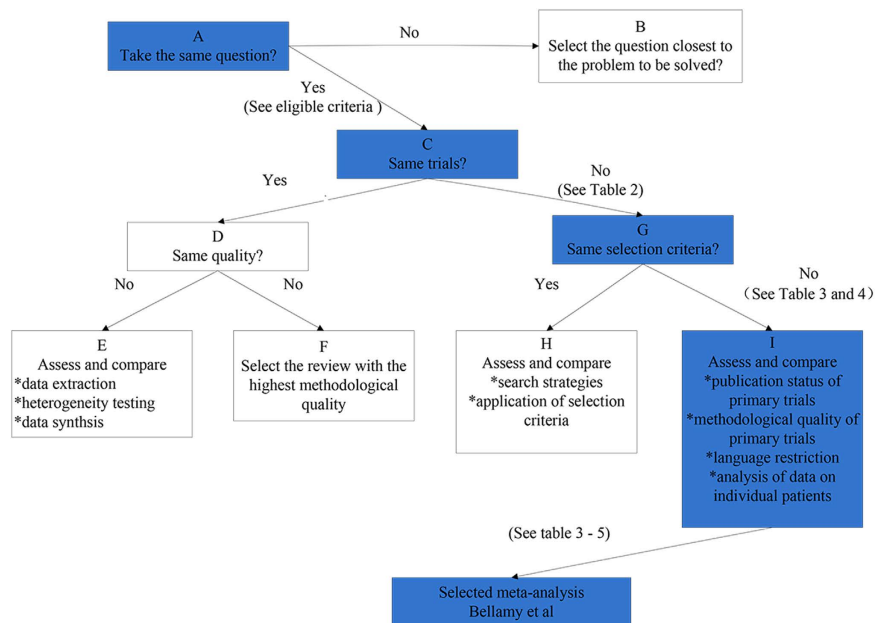 A
Take the same question?
No
B
Select the question closest to
the problem to be solved?
Yes
(See eligible criteria )
C
Same trials?
Yes
No
(See Table 2)
D
Same quality?
G
Same selection criteria?
No
No
Yes
No
(See Table 3 and 4)
E
Assess and compare
*data extraction
*heterogeneity testing
*data synthsis
F
Select the review with the
highest methodological
quality
H
Assess and compare
*search strategies
*application of selection
criteria
I
Assess and compare
*publication status of
primary trials
*methodological quality of
primary trials
*language restriction
*analysis of data on
individual patients
(See table 3 - 5)
Selected meta-analysis
Bellamy et al